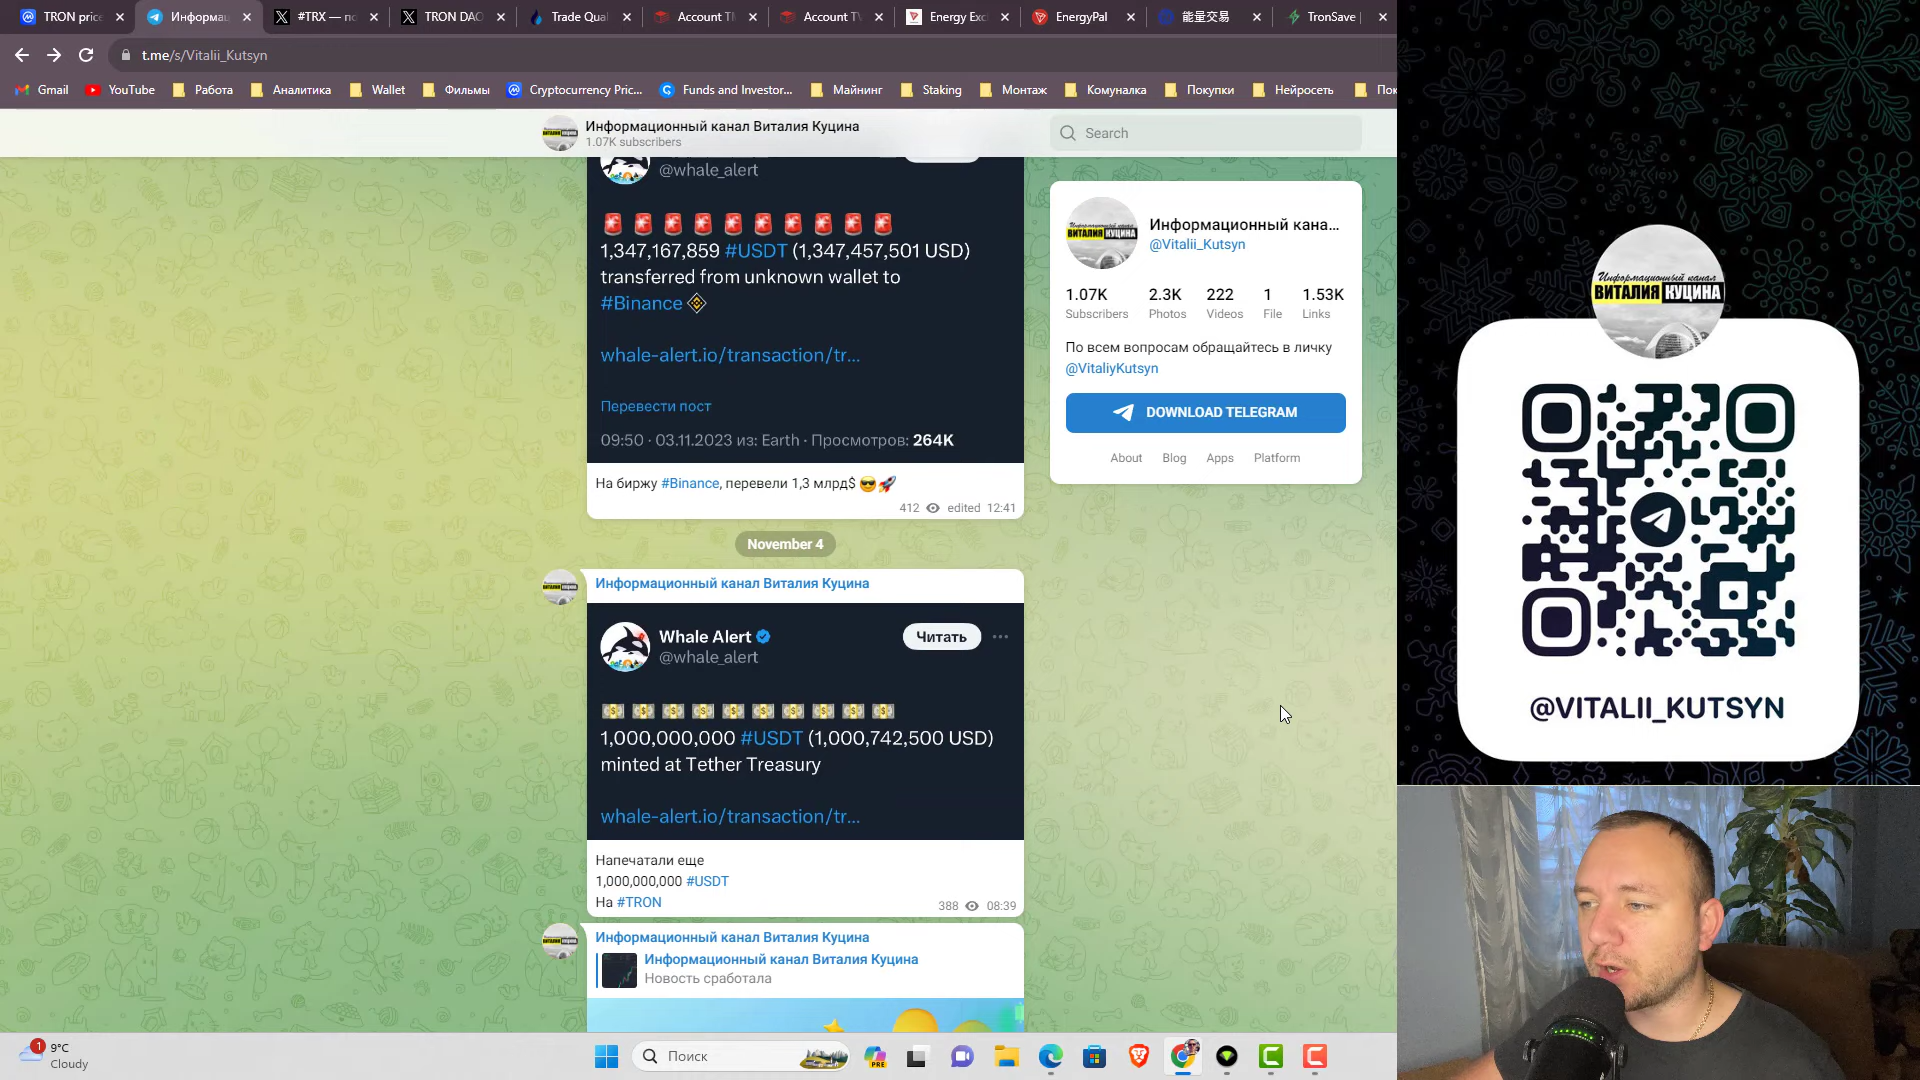 TRON price
Информац
#TRX — по
TRON DAO
Trade Qual
Account T
Account T
Energy Exc
EnergyPal
能量交易
TronSave |
t.me/s/Vitalii_Kutsyn
Gmail
YouTube
Работа
Аналитика
Wallet
Фильмы
Cryptocurrency Pric...
Funds and Investor...
Майнинг
Staking
Монтаж
Комуналка
Покупки
Нейросеть
Пок
Информационный канал Виталия Куцина
1.07K subscribers
Search
@whale_alert
1,347,167,859 #USDT (1,347,457,501 USD)
transferred from unknown wallet to
#Binance
whale-alert.io/transaction/tr...
Перевести пост
09:50 · 03.11.2023 из: Earth · Просмотров: 264K
На биржу #Binance, перевели 1,3 млрд$ 😎🚀
412 edited 12:41
November 4
Информационный канал Виталия Куцина
Whale Alert
@whale_alert
Читать
1,000,000,000 #USDT (1,000,742,500 USD)
minted at Tether Treasury
whale-alert.io/transaction/tr...
Напечатали еще
1,000,000,000 #USDT
На #TRON
388 08:39
Информационный канал Виталия Куцина
Информационный канал Виталия Куцина
Новость сработала
ВИТАЛИЯ КУЦИНА
Информационный кана...
@Vitalii_Kutsyn
1.07K 2.3K 222 1 1.53K
Subscribers Photos Videos File Links
По всем вопросам обращайтесь в личку
@VitaliyKutsyn
DOWNLOAD TELEGRAM
About Blog Apps Platform
Информационный канал
ВИТАЛИЯ КУЦИНА
@VITALII_KUTSYN
1
9°C
Cloudy
Поиск
PRE